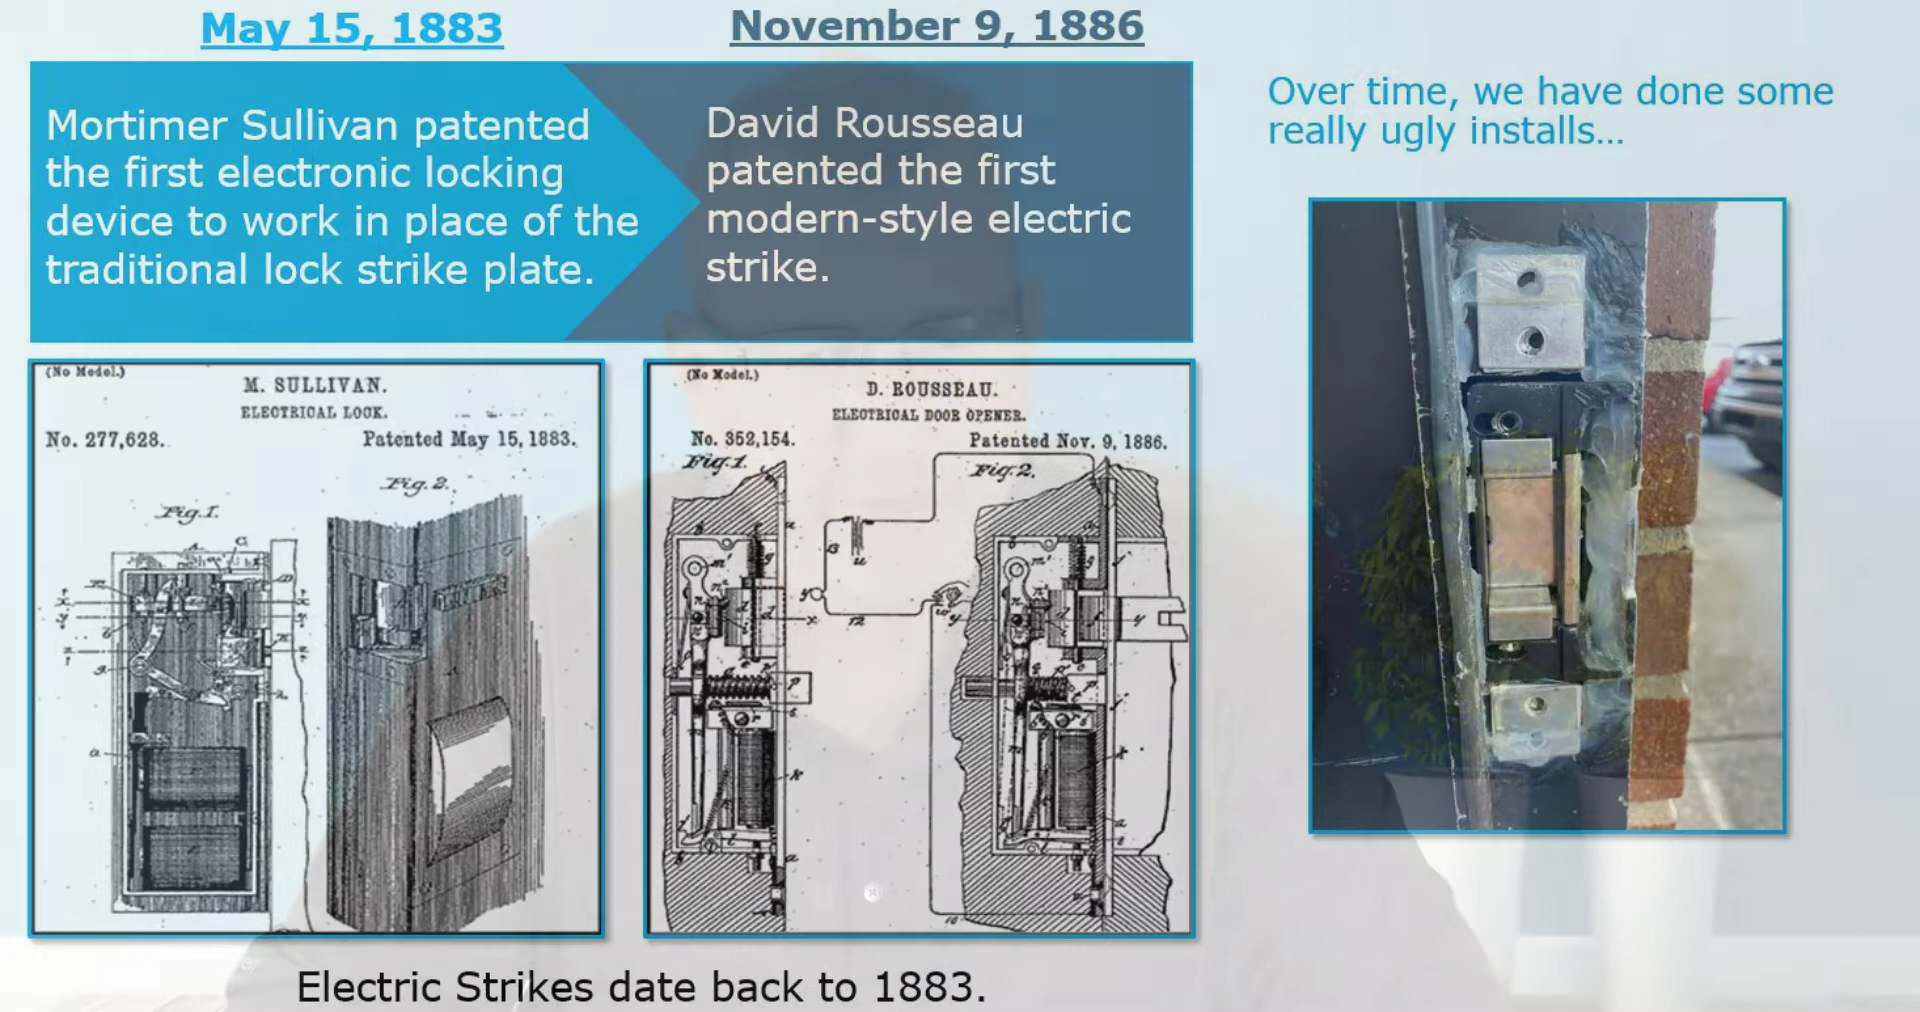 May 15, 1883
November 9, 1886
Mortimer Sullivan patented
the first electronic locking
device to work in place of the
traditional lock strike plate.
David Rousseau
patented the first
modern-style electric
strike.
Over time, we have done some
really ugly installs...
(No Model.)
M. SULLIVAN.
ELECTRICAL LOCK.
No. 277,628.
Patented May 15, 1883.
Fig. 1.
Fig. 2.
(No Model.)
D. ROUSSEAU.
ELECTRICAL DOOR OPENER.
No. 352,154.
Patented Nov. 9, 1886.
Fig. 1.
Fig. 2.
Electric Strikes date back to 1883.